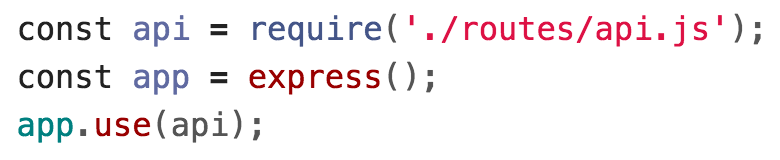 const api = require('./routes/api.js');
const app = express();
app.use(api);